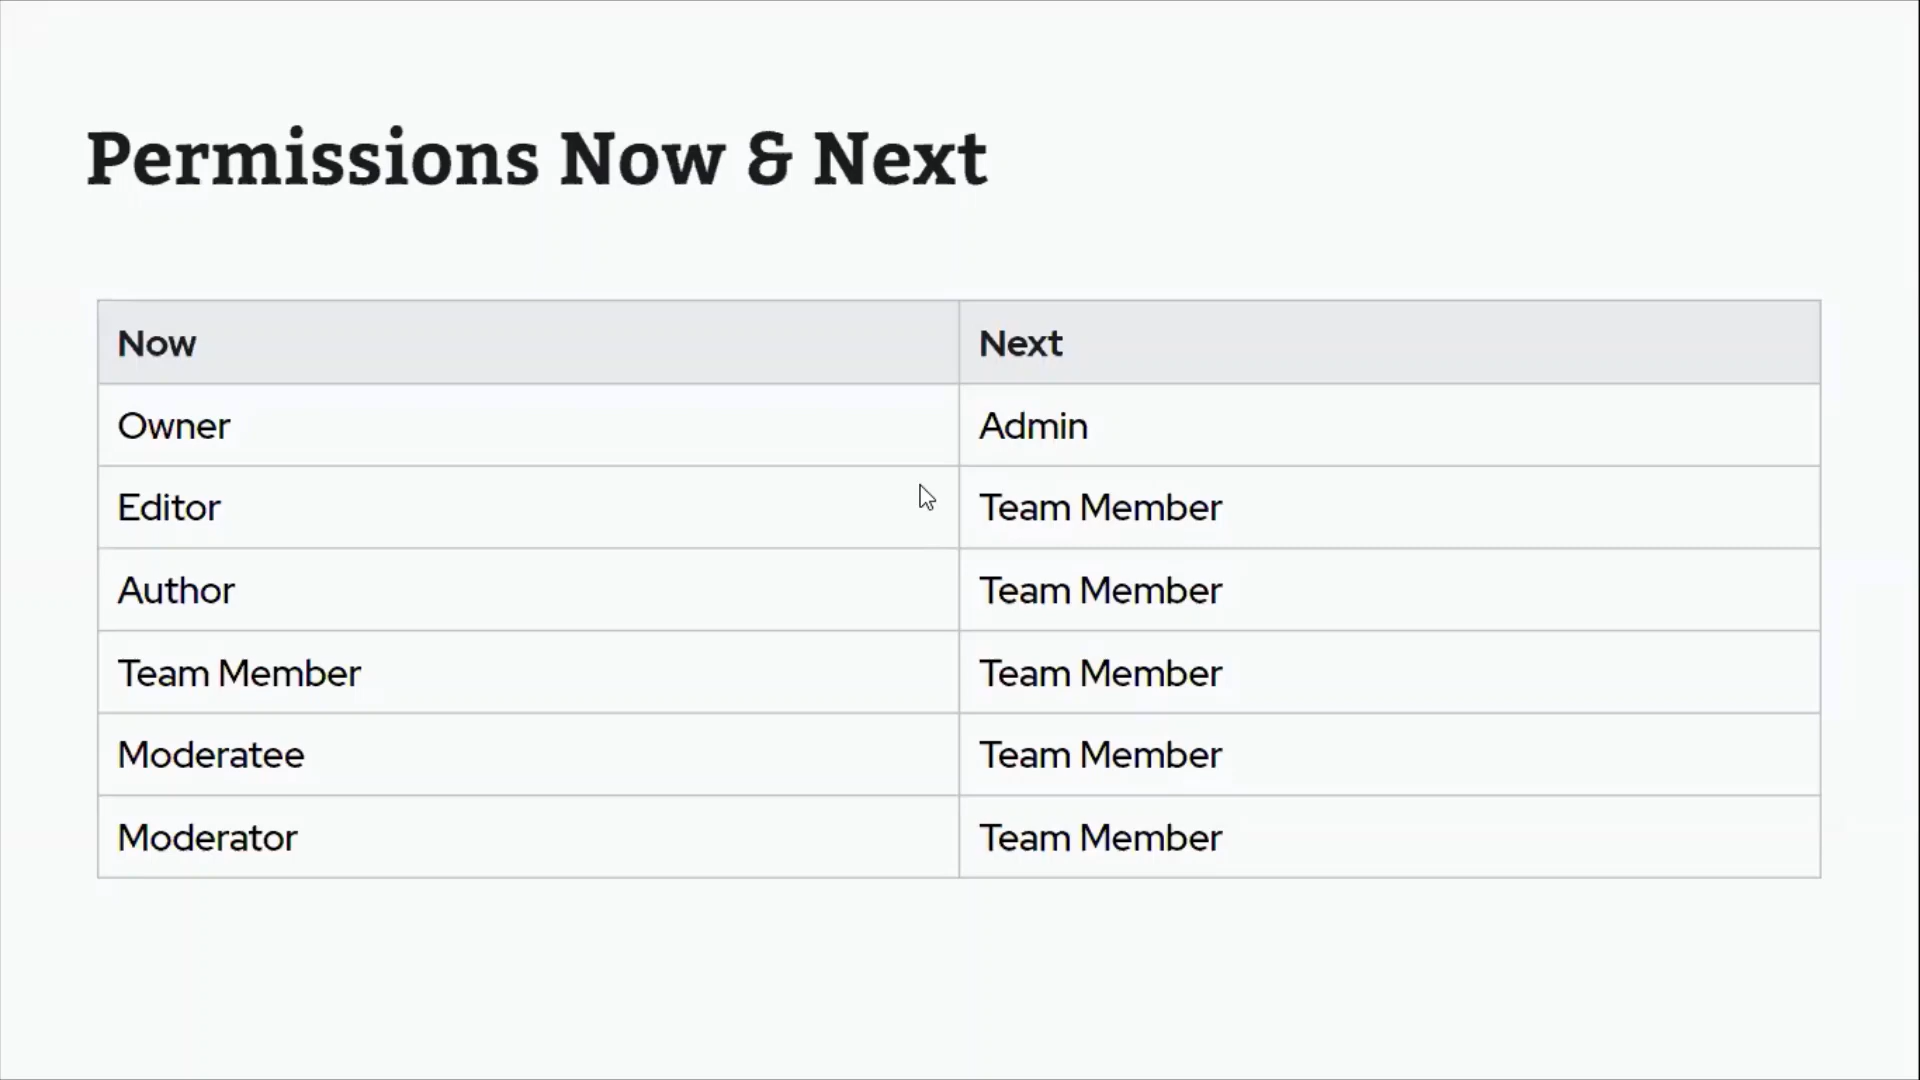 Permissions Now & Next
Now Next
Owner Admin
Editor Team Member
Author Team Member
Team Member Team Member
Moderatee Team Member
Moderator Team Member